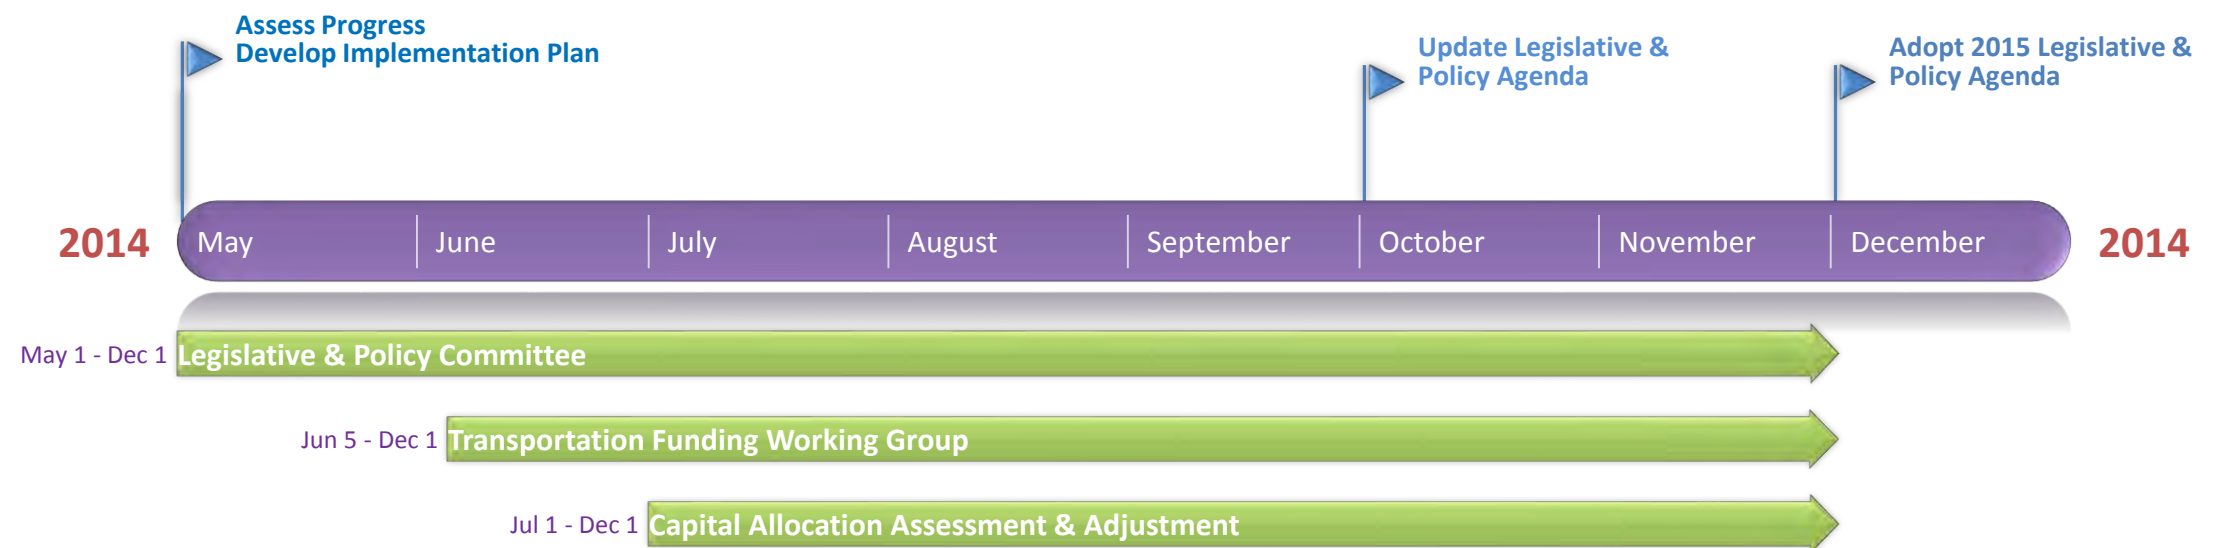 Assess Progress
Develop Implementation Plan
Update Legislative &
Policy Agenda
Adopt 2015 Legislative &
Policy Agenda
2014 May June July August September October November December 2014
May 1 - Dec 1 Legislative & Policy Committee
Jun 5 - Dec 1 Transportation Funding Working Group
Jul 1 - Dec 1 Capital Allocation Assessment & Adjustment